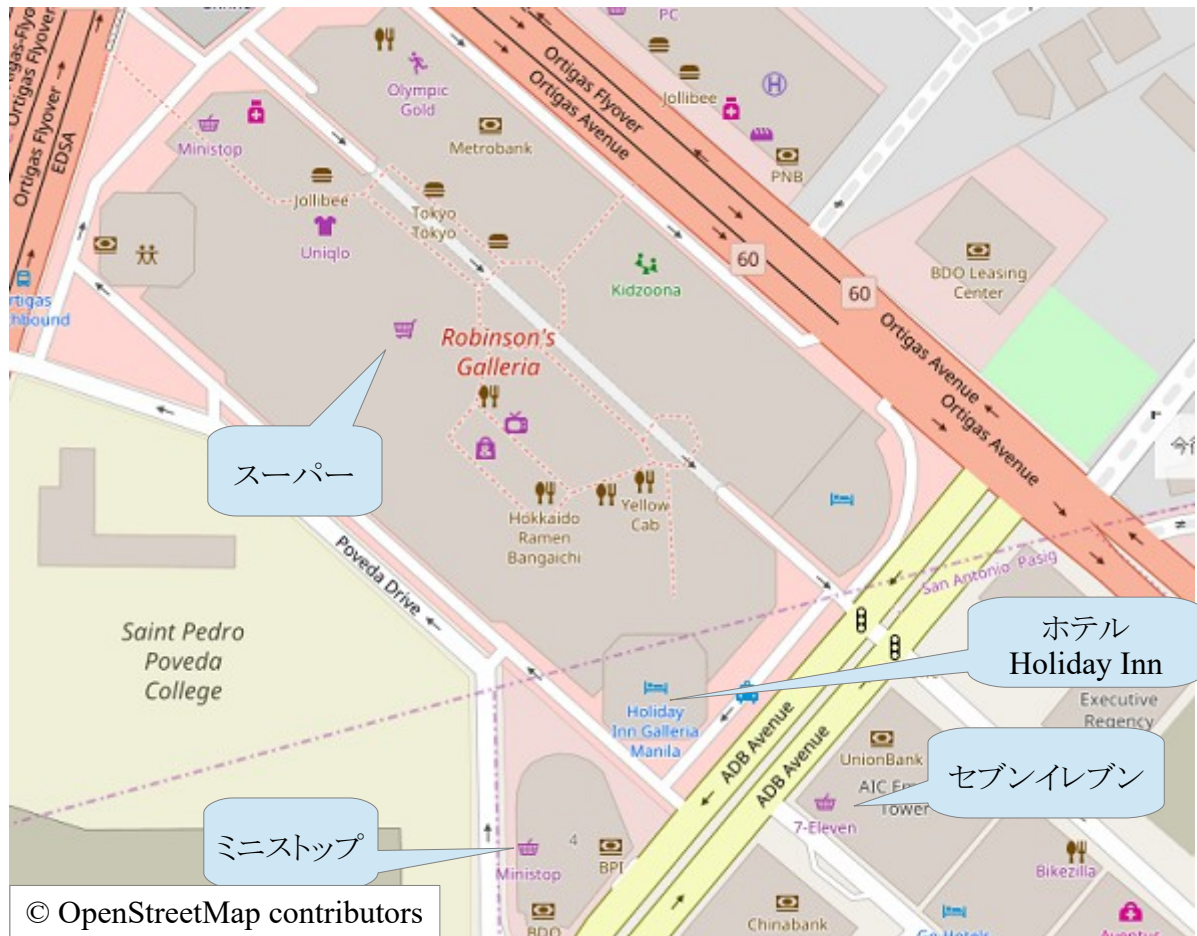 PC
Ortigas-Flyover
Ortigas Flyover
Ortigas Flyover
EDSA
Olympic
Gold
Ortigas Flyover
Ortigas Avenue
Jollibee
Ministop
Metrobank
PNB
Jollibee
Tokyo
Tokyo
Uniqlo
Kidzoona
60
60
BDO Leasing
Center
Robinson's
Galleria
Ortigas Avenue
Ortigas Avenue
スーパー
Hokkaido
Ramen
Bangaichi
Yellow
Cab
Poveda Drive
San Antonio Pasig
Saint Pedro
Poveda
College
ホテル
Holiday Inn
Holiday
Inn Galleria
Manila
Executive
Regency
ADB Avenue
ADB Avenue
UnionBank
Tower
セブンイレブン
7-Eleven
ミニストップ
4
Ministop
BPI
Bikezilla
BDO
Chinabank
Go Hotels
© OpenStreetMap contributors